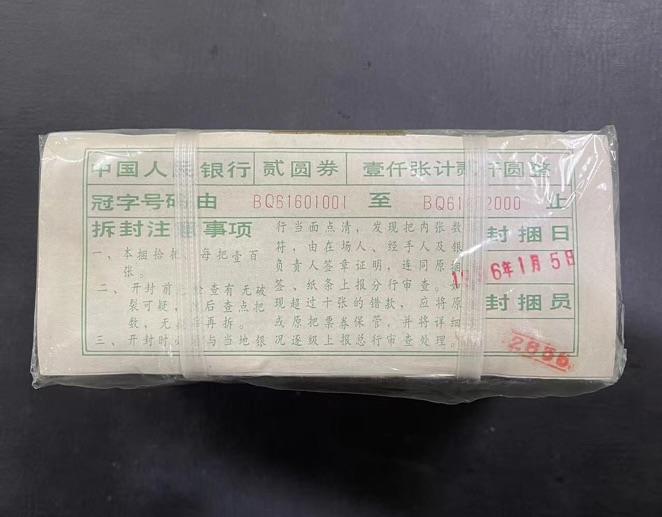 中国人民银行 贰圆券 壹仟张计贰仟圆整
冠字号码由 BQ61601001 至 BQ61602000 止
拆封注意事项
一、本捆拾把，每把壹百
张。
二、开封前 检查有无破
裂可疑， 后查点把
数，无 再拆。
三、开封时 与当地银
行当面点清，发现把内张数
符，由在场人、经手人及银
负责人签章证明，连同原捆
签、纸条上报分行审查。
现超过十张的错款，应将原
或原把票券保管，并将详细
况逐级上报总行审查处理。
封捆日
6年1月5日
封捆员